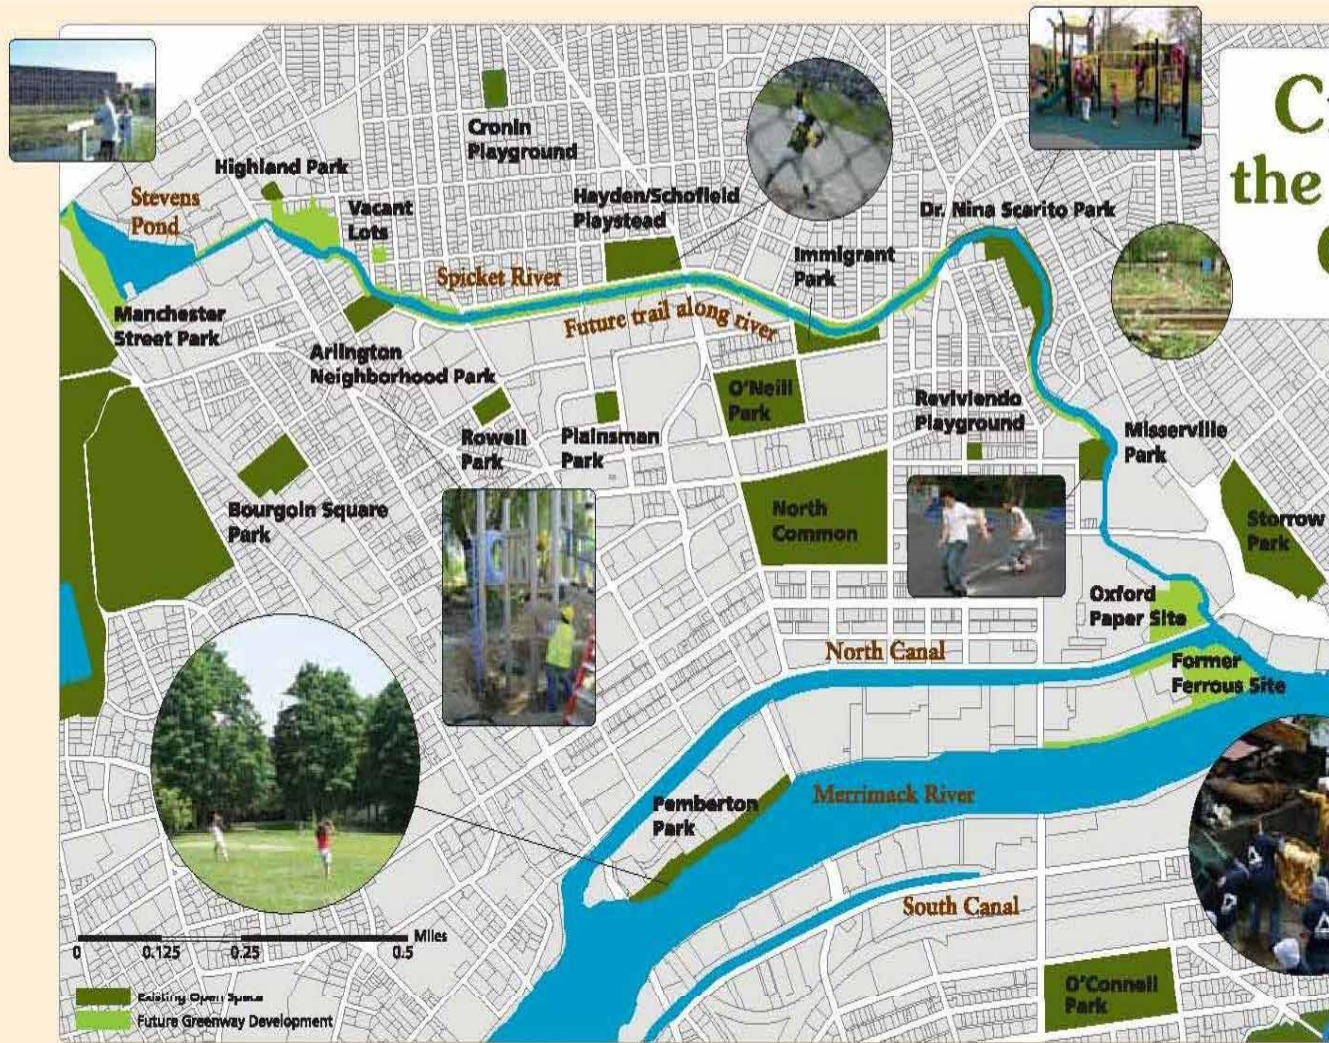 the
Stevens
Pond
Highland Park
Vacant
Lots
Cronin
Playground
Hayden/Schofield
Playstead
Dr. Nina Scarito Park
Immigrant
Park
Spicket River
Future trail along river
Manchester
Street Park
Arlington
Neighborhood Park
O'Neill
Park
Reviviendo
Playground
Rowell
Park
Plainsman
Park
Misserville
Park
Bourgoin Square
Park
North
Common
Storrow
Park
Oxford
Paper Site
North Canal
Former
Ferrous Site
Pemberton
Park
Merrimack River
South Canal
O'Connell
Park
Miles
0 0.125 0.25 0.5
Existing Open Space
Future Greenway Development